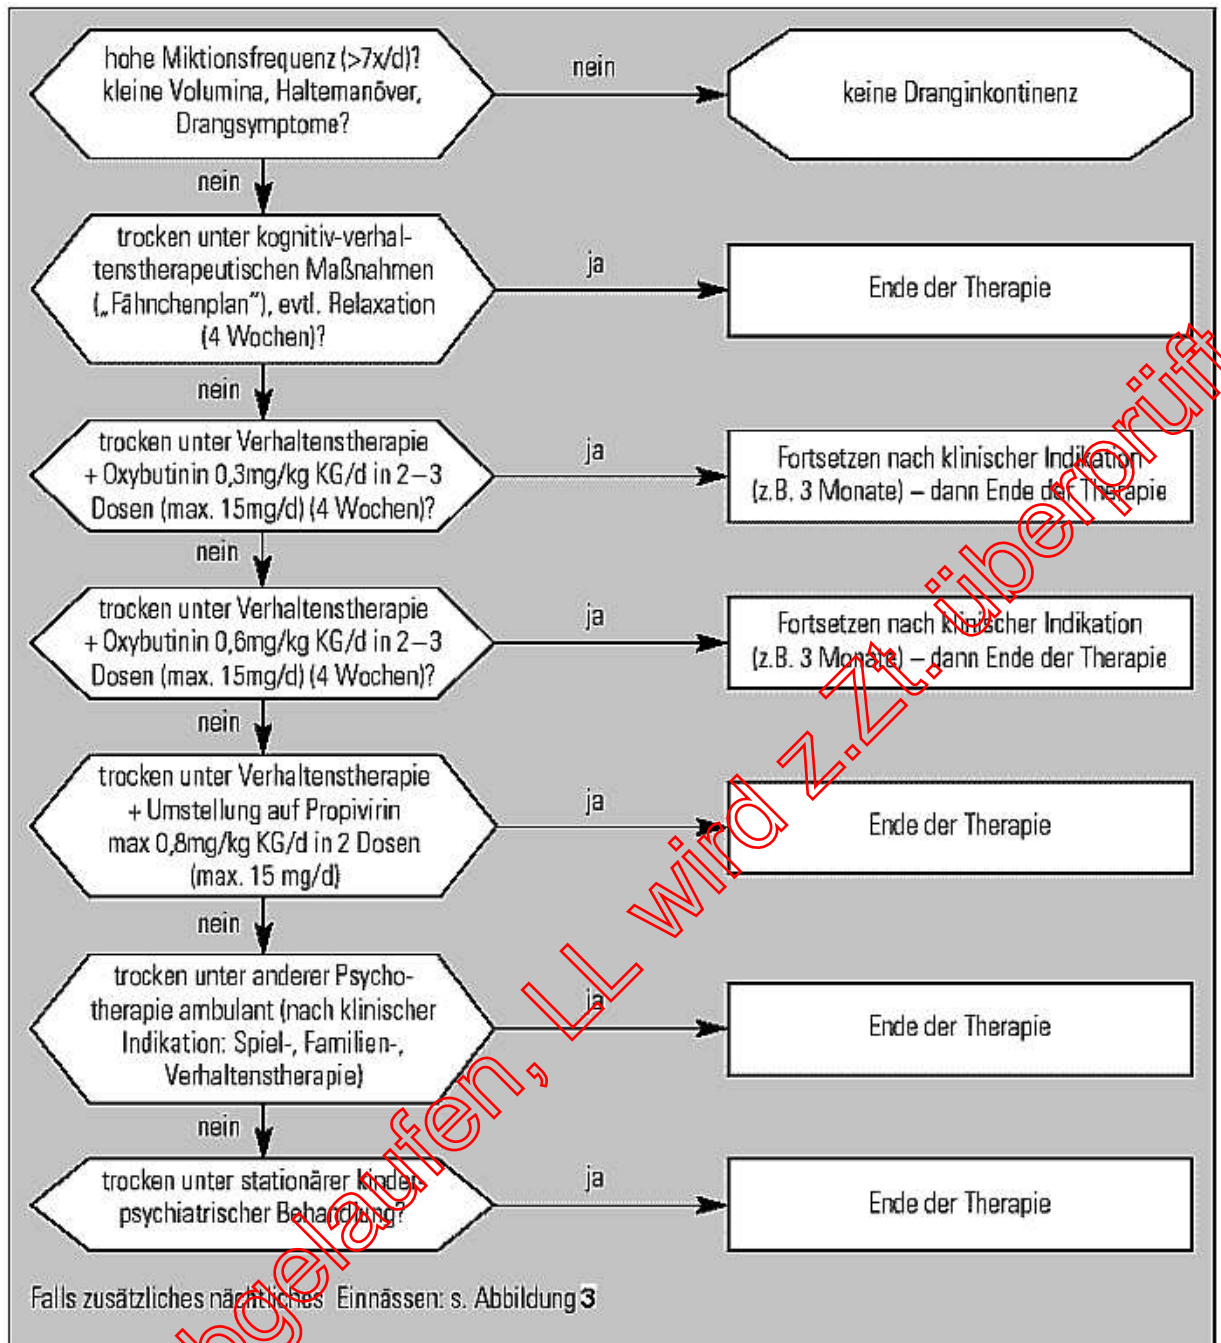 hohe Miktionsfrequenz (>7x/d)?
kleine Volumina, Haltemanöver,
Drangsymptome?
nein
keine Dranginkontinenz
nein
trocken unter kognitiv-verhal-
tenstherapeutischen Maßnahmen
(„Fähnchenplan"), evtl. Relaxation
(4 Wochen)?
ja
Ende der Therapie
nein
trocken unter Verhaltenstherapie
+ Oxybutinin 0,3mg/kg KG/d in 2–3
Dosen (max. 15mg/d) (4 Wochen)?
ja
Fortsetzen nach klinischer Indikation
(z.B. 3 Monate) – dann Ende der Therapie
nein
trocken unter Verhaltenstherapie
+ Oxybutinin 0,6mg/kg KG/d in 2–3
Dosen (max. 15mg/d) (4 Wochen)?
ja
Fortsetzen nach klinischer Indikation
(z.B. 3 Monate) – dann Ende der Therapie
nein
trocken unter Verhaltenstherapie
+ Umstellung auf Propivirin
max 0,8mg/kg KG/d in 2 Dosen
(max. 15 mg/d)
ja
Ende der Therapie
nein
trocken unter anderer Psycho-
therapie ambulant (nach klinischer
Indikation: Spiel-, Familien-,
Verhaltenstherapie)
ja
Ende der Therapie
nein
trocken unter stationärer kinder-
psychiatrischer Behandlung?
ja
Ende der Therapie
Falls zusätzliches nächtliches Einnässen: s. Abbildung 3
bgelaufen, LL wird z.Zt. überprüft